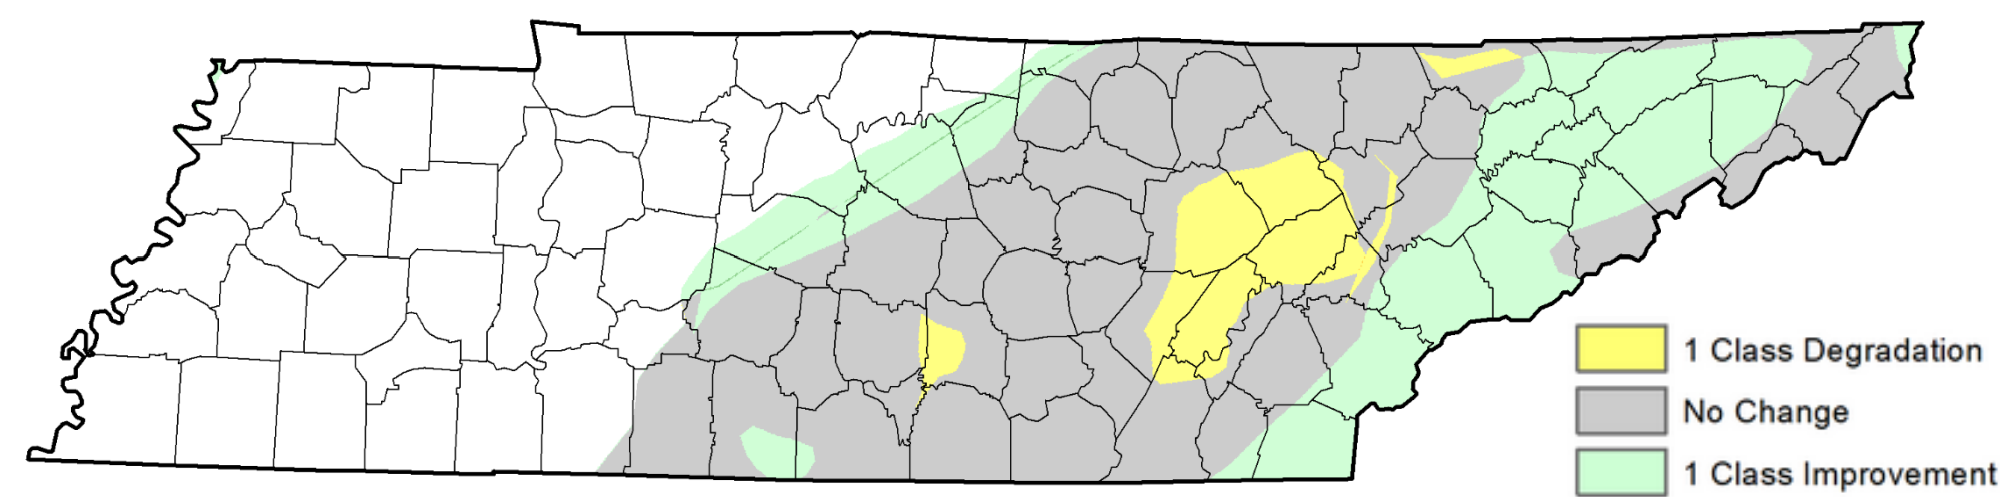 1 Class Degradation
No Change
1 Class Improvement